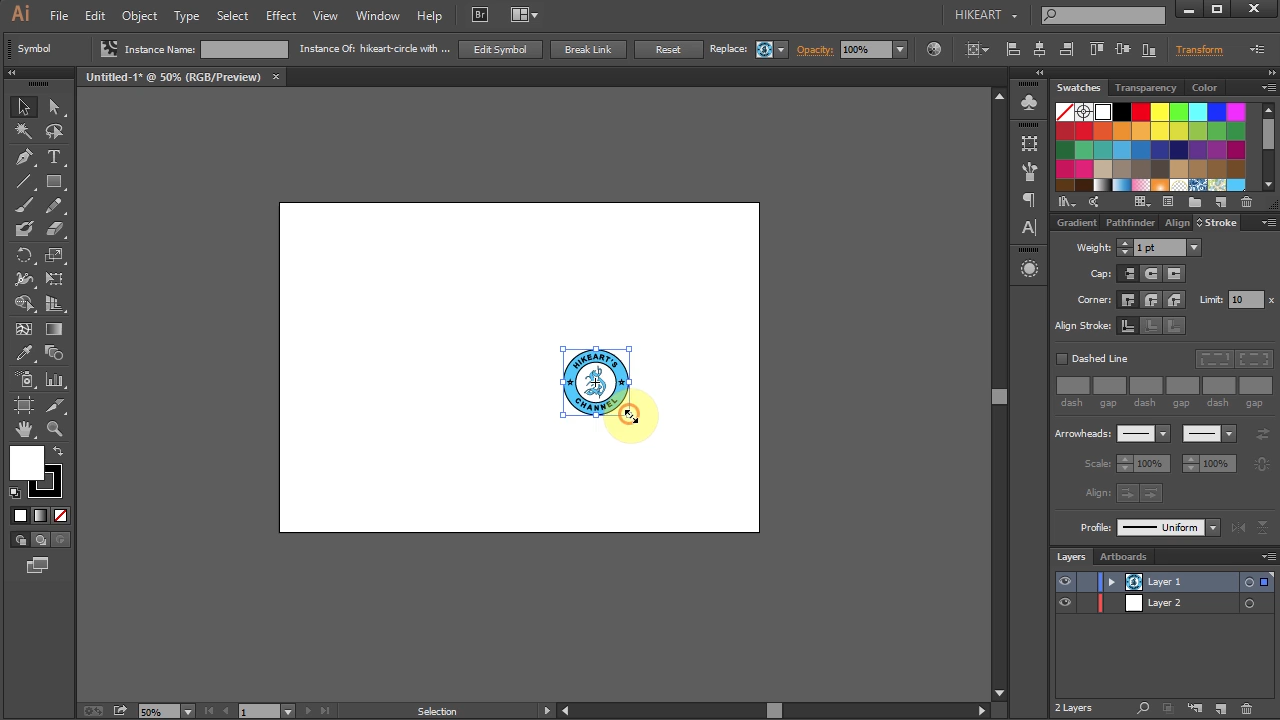 Ai File Edit Object Type Select Effect View Window Help Br HIKEART
Symbol Instance Name: Instance Of: hikeart-circle with ... Edit Symbol Break Link Reset Replace: Opacity: 100% Transform
Untitled-1* @ 50% (RGB/Preview)
Swatches Transparency Color
Gradient Pathfinder Align Stroke
Weight: 1 pt
Cap:
Corner: Limit: 10 x
Align Stroke:
Dashed Line
dash gap dash gap dash gap
Arrowheads:
Scale: 100% 100%
Align:
Profile: Uniform
HIKEART'S
CHANNEL
Layers Artboards
Layer 1
Layer 2
2 Layers
50% 1 Selection